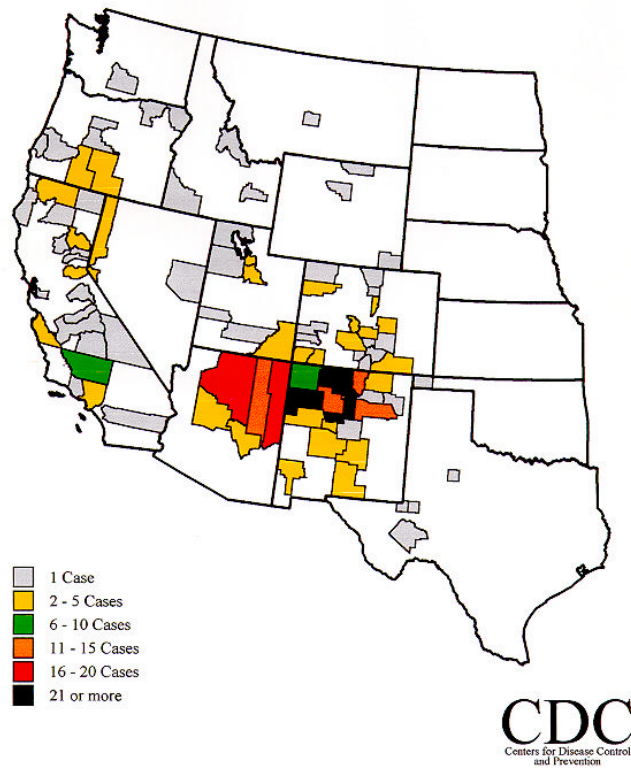 1 Case
2 - 5 Cases
6 - 10 Cases
11 - 15 Cases
16 - 20 Cases
21 or more
CDC
Centers for Disease Control
and Prevention